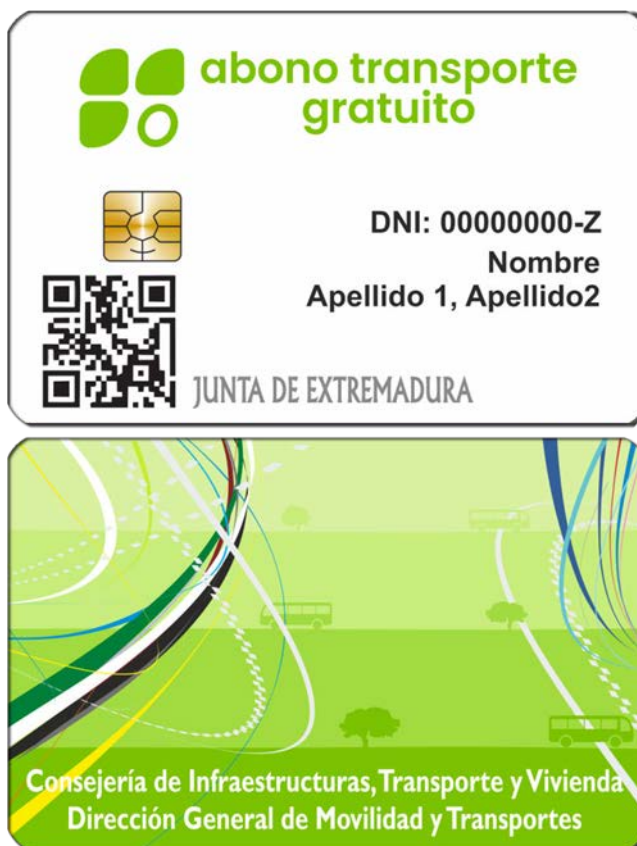 abono transporte
gratuito
DNI: 00000000-Z
Nombre
Apellido 1, Apellido2
JUNTA DE EXTREMADURA
Consejería de Infraestructuras, Transporte y Vivienda
Dirección General de Movilidad y Transportes